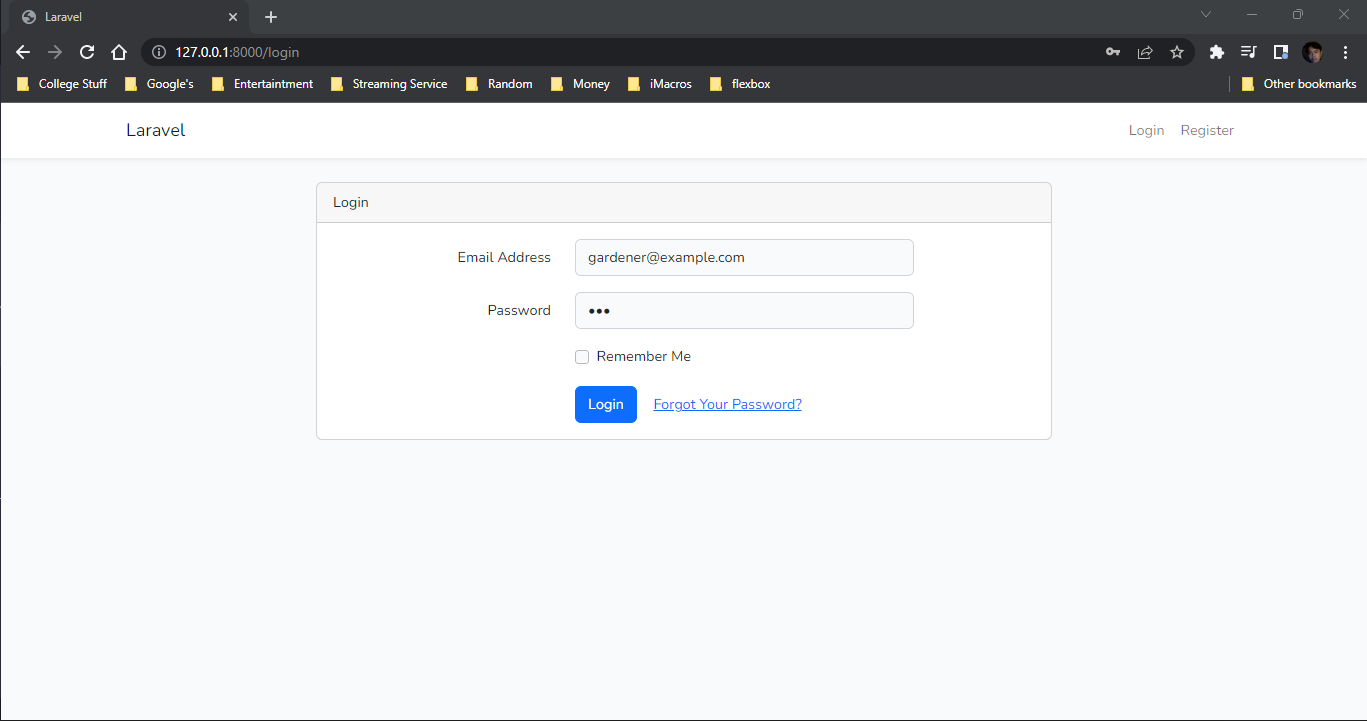 Laravel
127.0.0.1:8000/login
College Stuff Google's Entertaintment Streaming Service Random Money iMacros flexbox Other bookmarks
Laravel Login Register
Login
Email Address gardener@example.com
Password •••
Remember Me
Login Forgot Your Password?